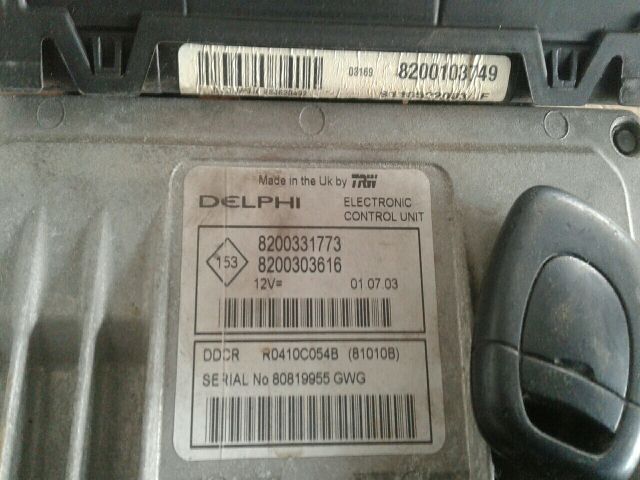 03169 8200103749
Made in the Uk by TRW
DELPHI ELECTRONIC
CONTROL UNIT
153
8200331773
8200303616
12V= 01.07.03
DDCR R0410C054B (81010B)
SERIAL No 80819955 GWG